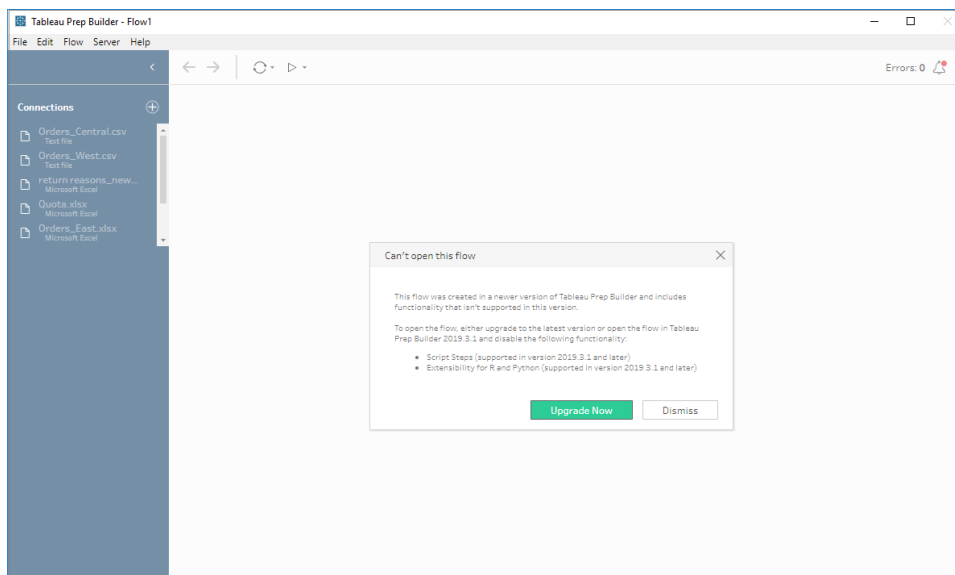 Tableau Prep Builder - Flow1
File Edit Flow Server Help
Errors: 0
Connections
Orders_Central.csv
Text file
Orders_West.csv
Text file
return reasons_new...
Microsoft Excel
Quota.xlsx
Microsoft Excel
Orders_East.xlsx
Microsoft Excel
Can't open this flow
This flow was created in a newer version of Tableau Prep Builder and includes
functionality that isn't supported in this version.
To open the flow, either upgrade to the latest version or open the flow in Tableau
Prep Builder 2019.3.1 and disable the following functionality:
• Script Steps (supported in version 2019.3.1 and later)
• Extensibility for R and Python (supported in version 2019.3.1 and later)
Upgrade Now Dismiss